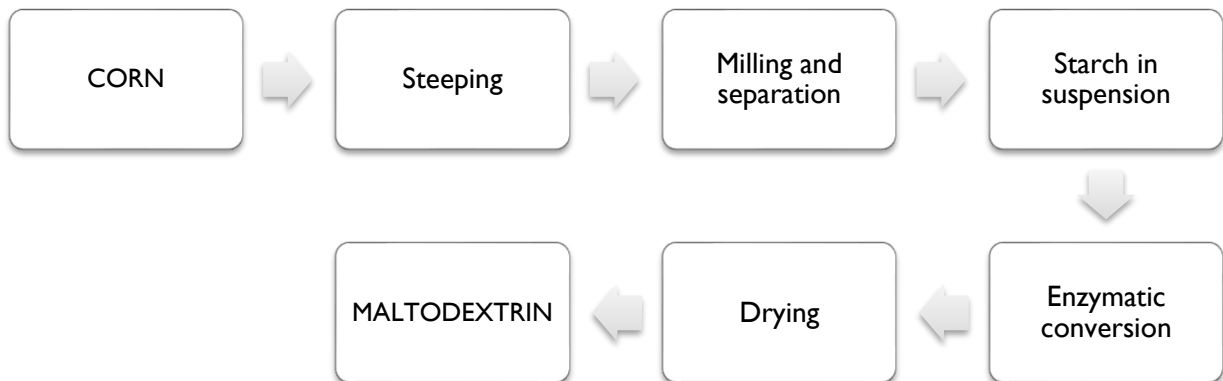 CORN
Steeping
Milling and
separation
Starch in
suspension
Enzymatic
conversion
Drying
MALTODEXTRIN